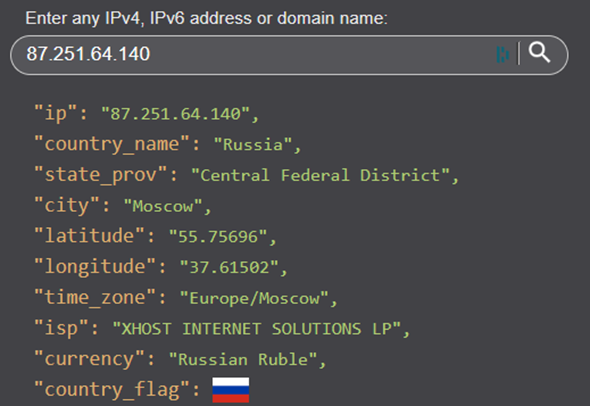 Enter any IPv4, IPv6 address or domain name:
87.251.64.140
"ip": "87.251.64.140",
"country_name": "Russia",
"state_prov": "Central Federal District",
"city": "Moscow",
"latitude": "55.75696",
"longitude": "37.61502",
"time_zone": "Europe/Moscow",
"isp": "XHOST INTERNET SOLUTIONS LP",
"currency": "Russian Ruble",
"country_flag":